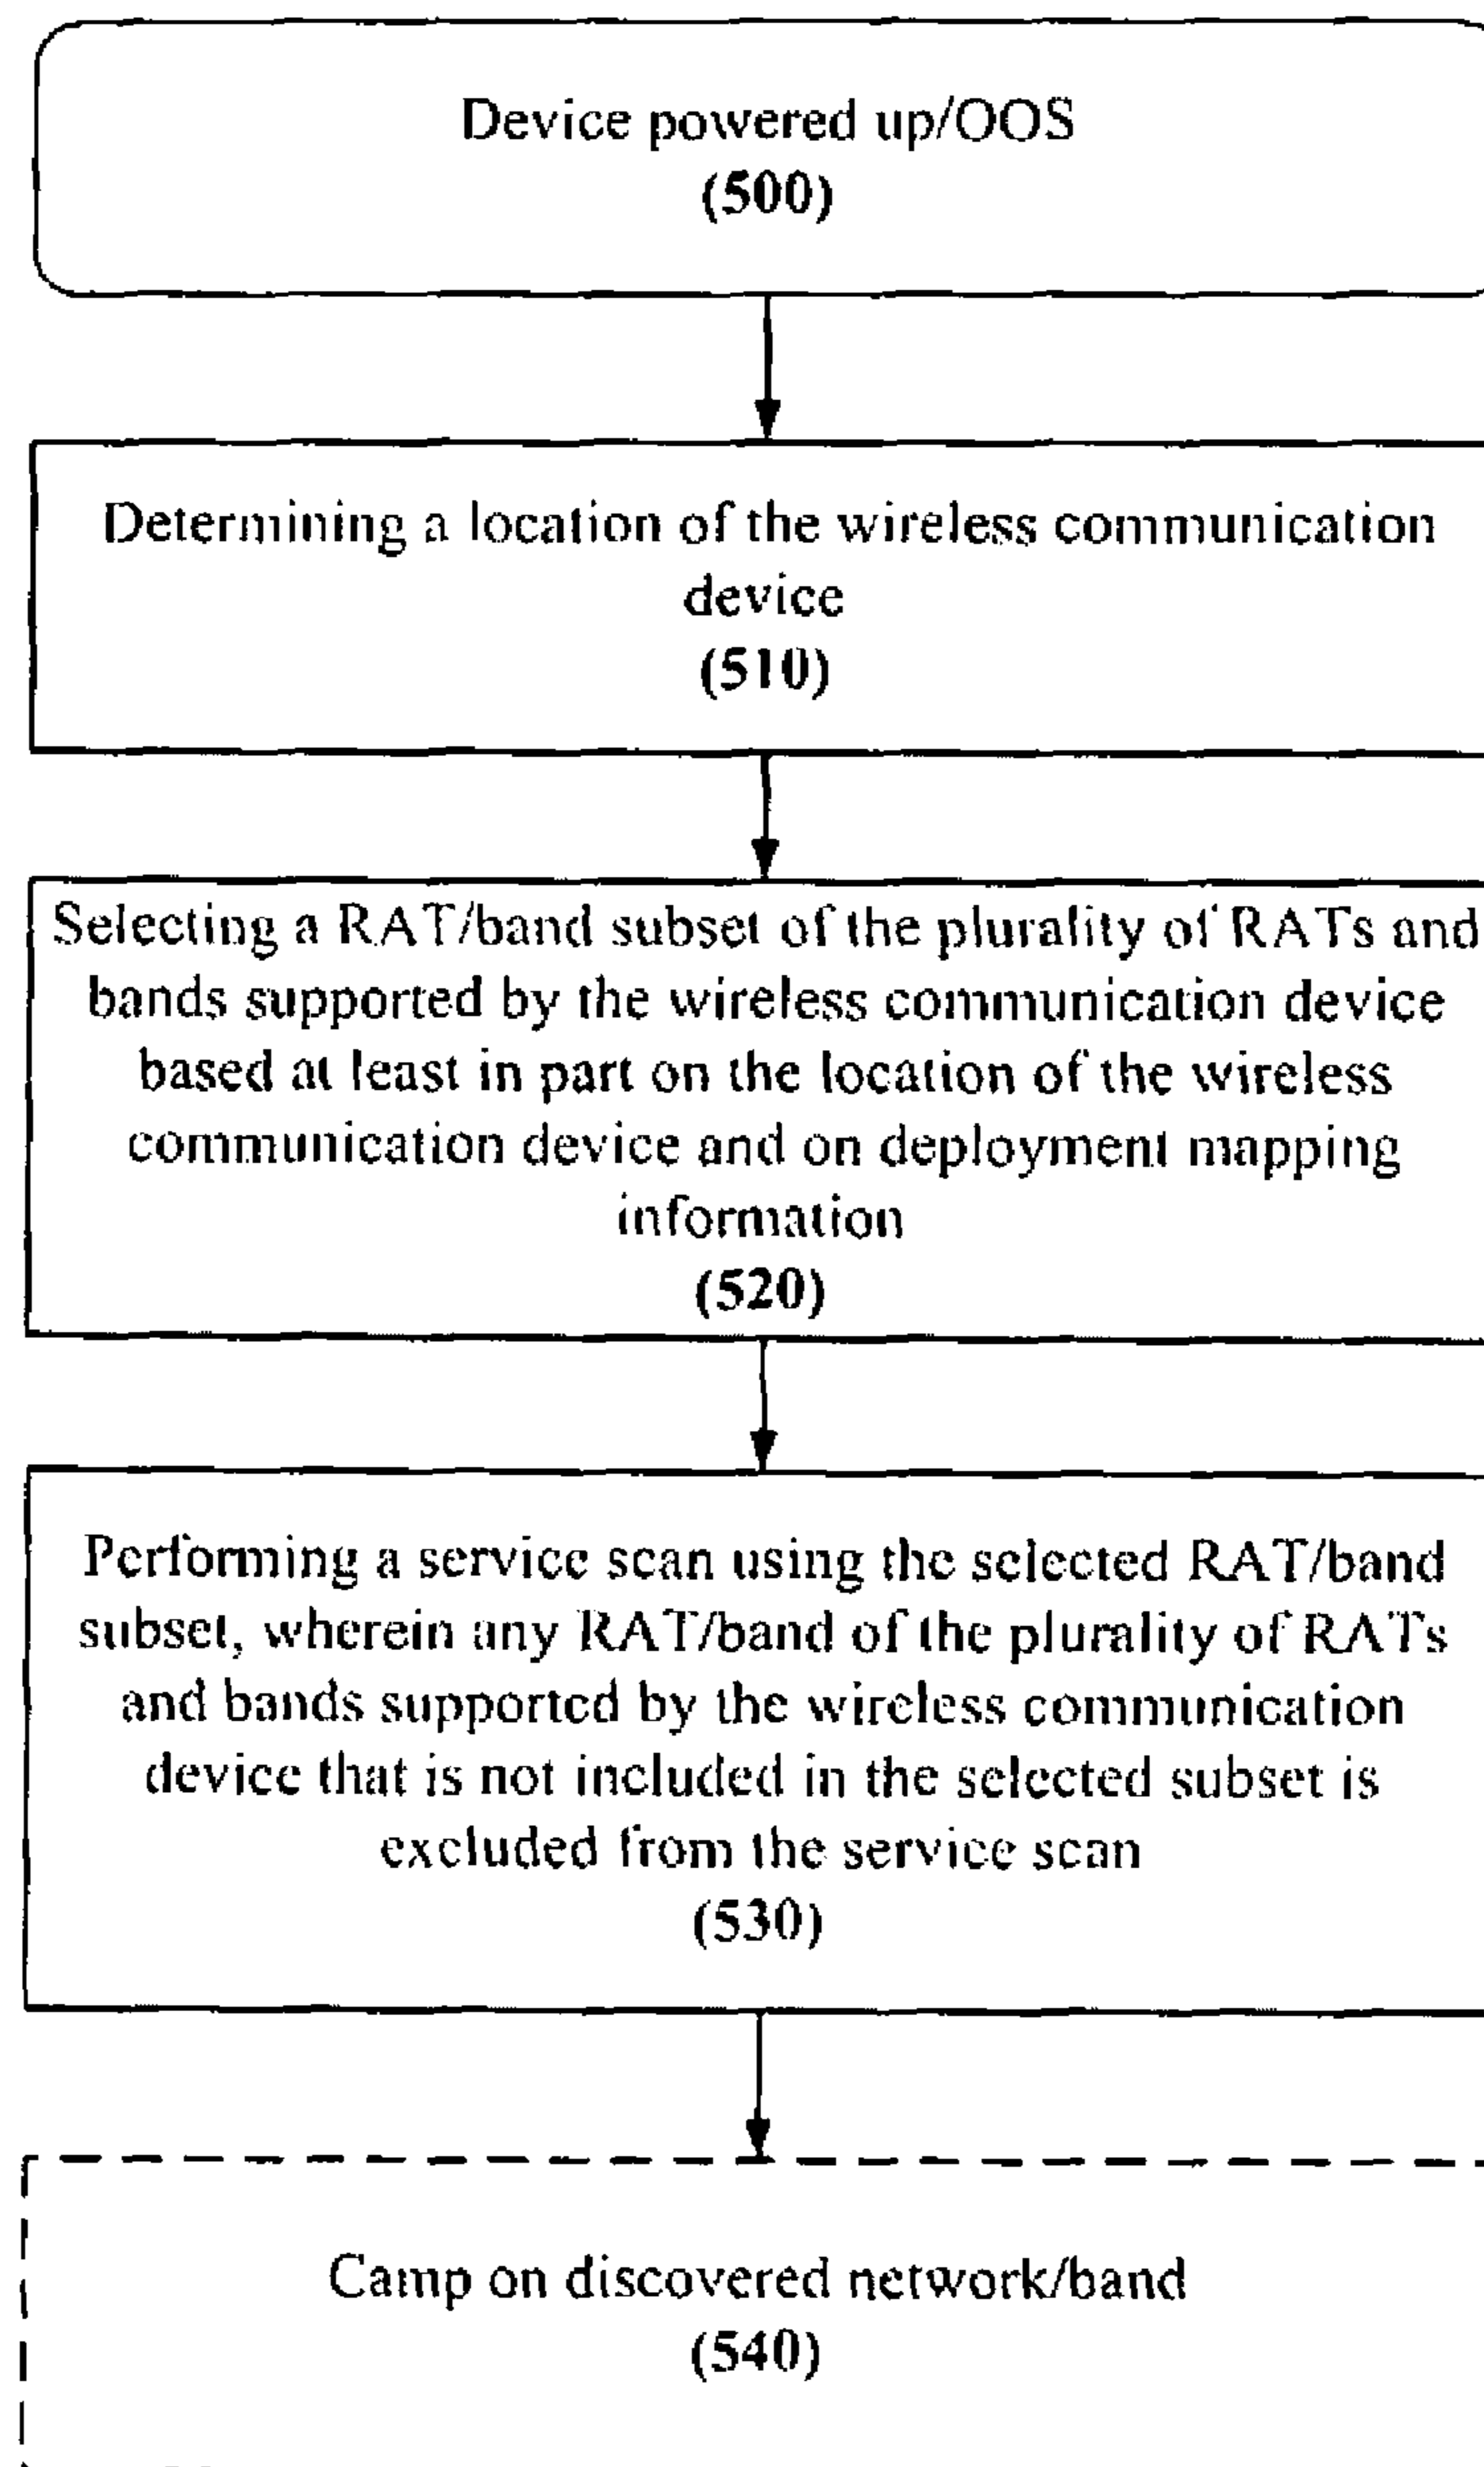 Device powered up/OOS
(500)
Determining a location of the wireless communication
device
(510)
Selecting a RAT/band subset of the plurality of RATs and
bands supported by the wireless communication device
based at least in part on the location of the wireless
communication device and on deployment mapping
information
(520)
Performing a service scan using the selected RAT/band
subset, wherein any RAT/band of the plurality of RATs
and bands supported by the wireless communication
device that is not included in the selected subset is
excluded from the service scan
(530)
Camp on discovered network/band
(540)